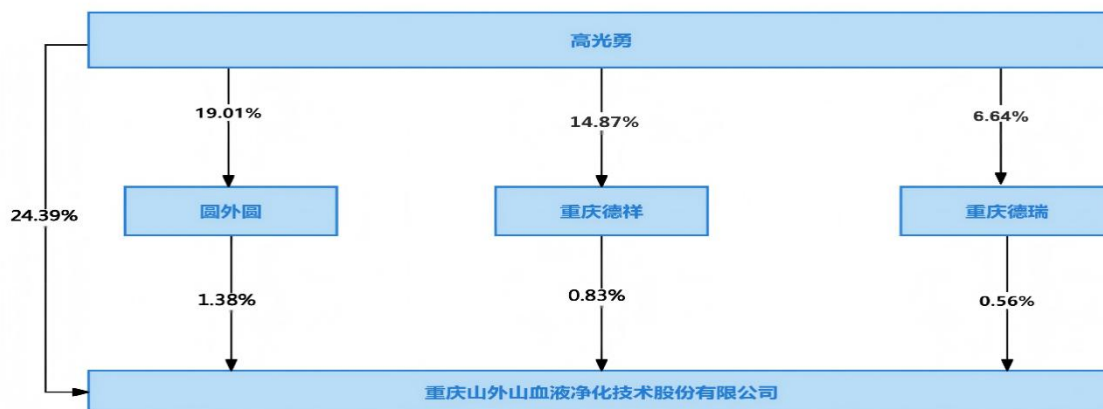 高光勇
19.01%
14.87%
6.64%
圆外圆
重庆德祥
重庆德瑞
24.39%
1.38%
0.83%
0.56%
重庆山外山血液净化技术股份有限公司